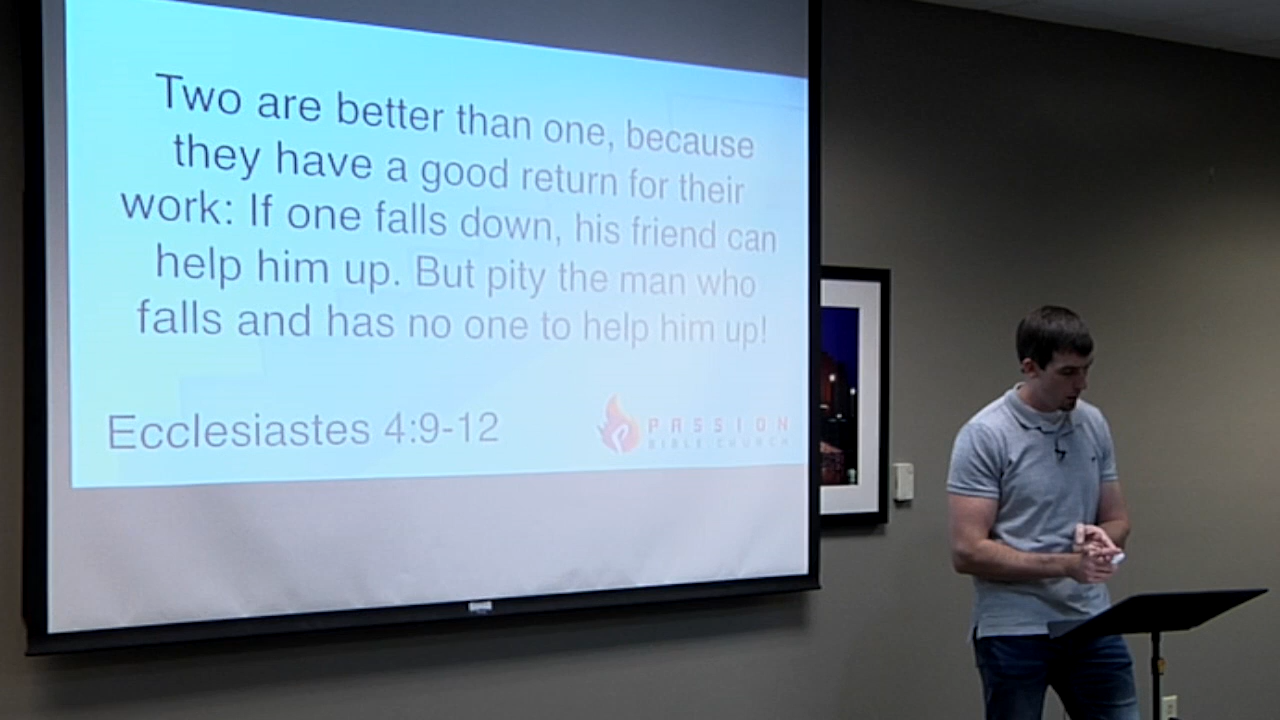 Two are better than one, because
they have a good return for their
work: If one falls down, his friend can
help him up. But pity the man who
falls and has no one to help him up!
Ecclesiastes 4:9-12
PASSION
BIBLE CHURCH